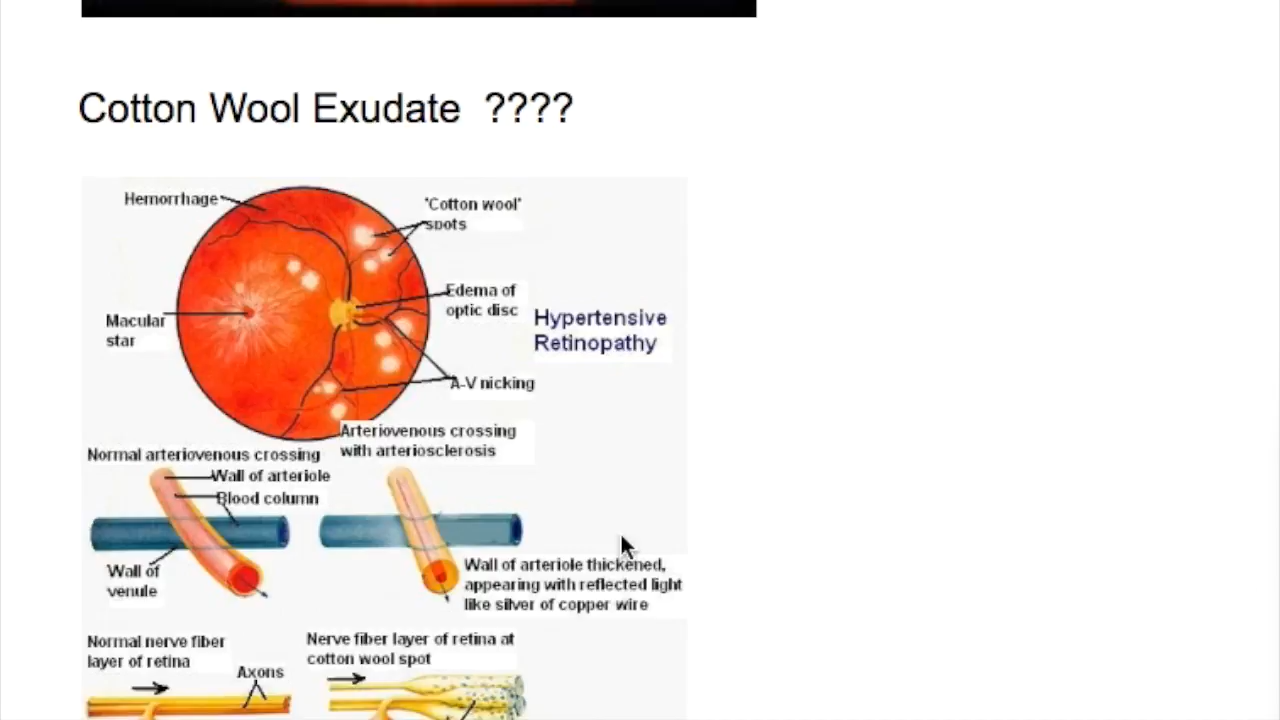 Cotton Wool Exudate ????
Hemorrhage
'Cotton wool'
spots
Edema of
optic disc
Hypertensive
Retinopathy
Macular
star
A-V nicking
Arteriovenous crossing
with arteriosclerosis
Normal arteriovenous crossing
Wall of arteriole
Blood column
Wall of
venule
Wall of arteriole thickened,
appearing with reflected light
like silver of copper wire
Normal nerve fiber
layer of retina
Axons
Nerve fiber layer of retina at
cotton wool spot